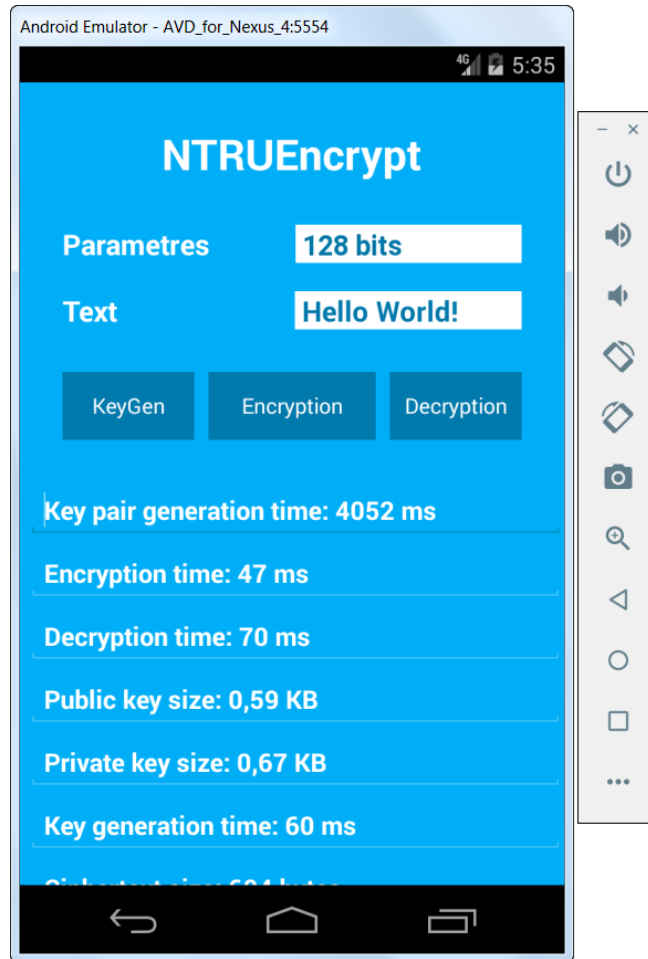 Android Emulator - AVD_for_Nexus_4:5554
4G 5:35
NTRUEncrypt
Parametres 128 bits
Text Hello World!
KeyGen Encryption Decryption
Key pair generation time: 4052 ms
Encryption time: 47 ms
Decryption time: 70 ms
Public key size: 0,59 KB
Private key size: 0,67 KB
Key generation time: 60 ms